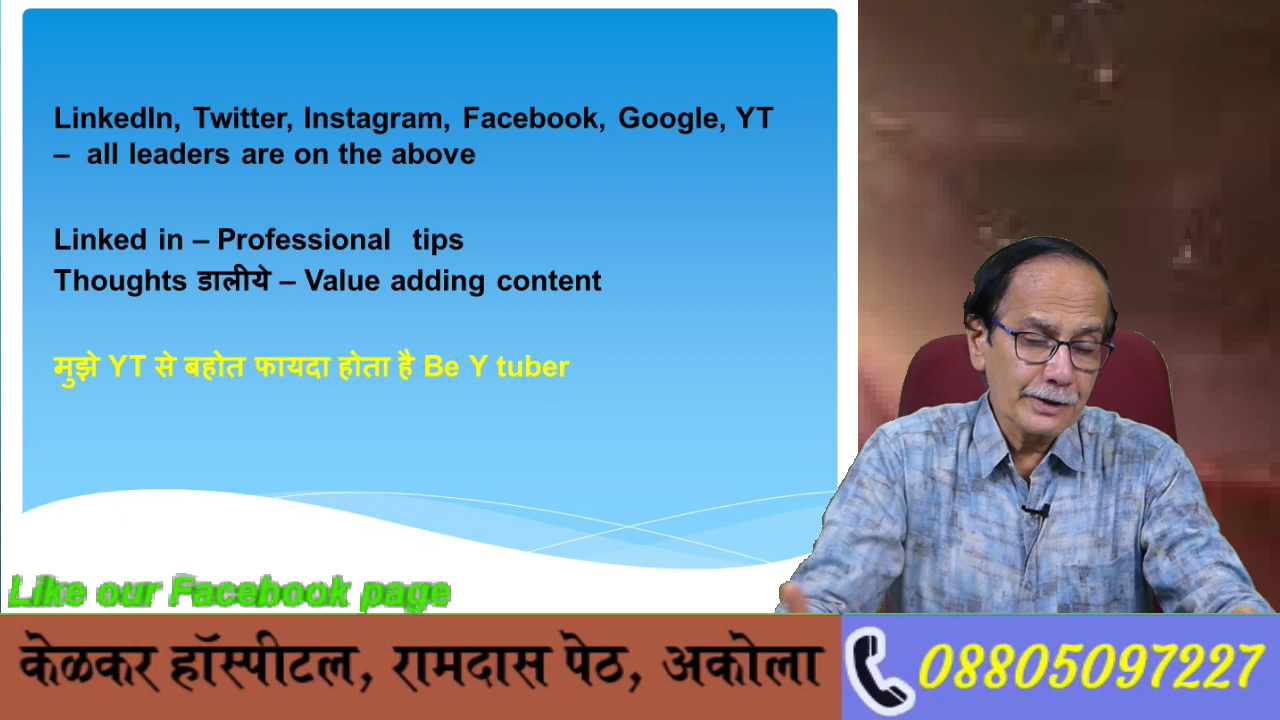 LinkedIn, Twitter, Instagram, Facebook, Google, YT
– all leaders are on the above
Linked in – Professional tips
Thoughts डालीये – Value adding content
मुझे YT से बहोत फायदा होता है Be Y tuber
Like our Facebook page
केळकर हॉस्पीटल, रामदास पेठ, अकोला
08805097227